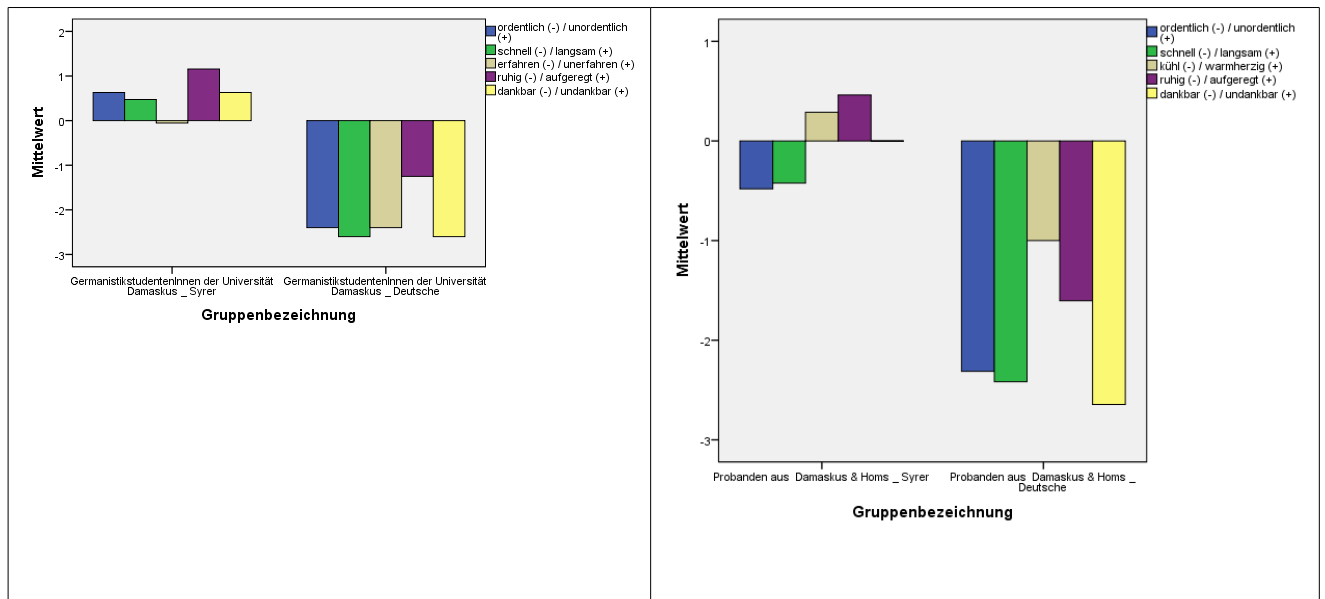 2
1
0
-1
-2
-3
Mittelwert
GermanistikstudentenInnen der Universität
Damaskus _ Syrer
GermanistikstudentenInnen der Universität
Damaskus _ Deutsche
Gruppenbezeichnung
ordentlich (-) / unordentlich
(+)
schnell (-) / langsam (+)
erfahren (-) / unerfahren (+)
ruhig (-) / aufgeregt (+)
dankbar (-) / undankbar (+)
1
0
-1
-2
-3
Mittelwert
Probanden aus Damaskus & Homs _ Syrer
Probanden aus Damaskus & Homs _
Deutsche
Gruppenbezeichnung
ordentlich (-) / unordentlich
(+)
schnell (-) / langsam (+)
kühl (-) / warmherzig (+)
ruhig (-) / aufgeregt (+)
dankbar (-) / undankbar (+)